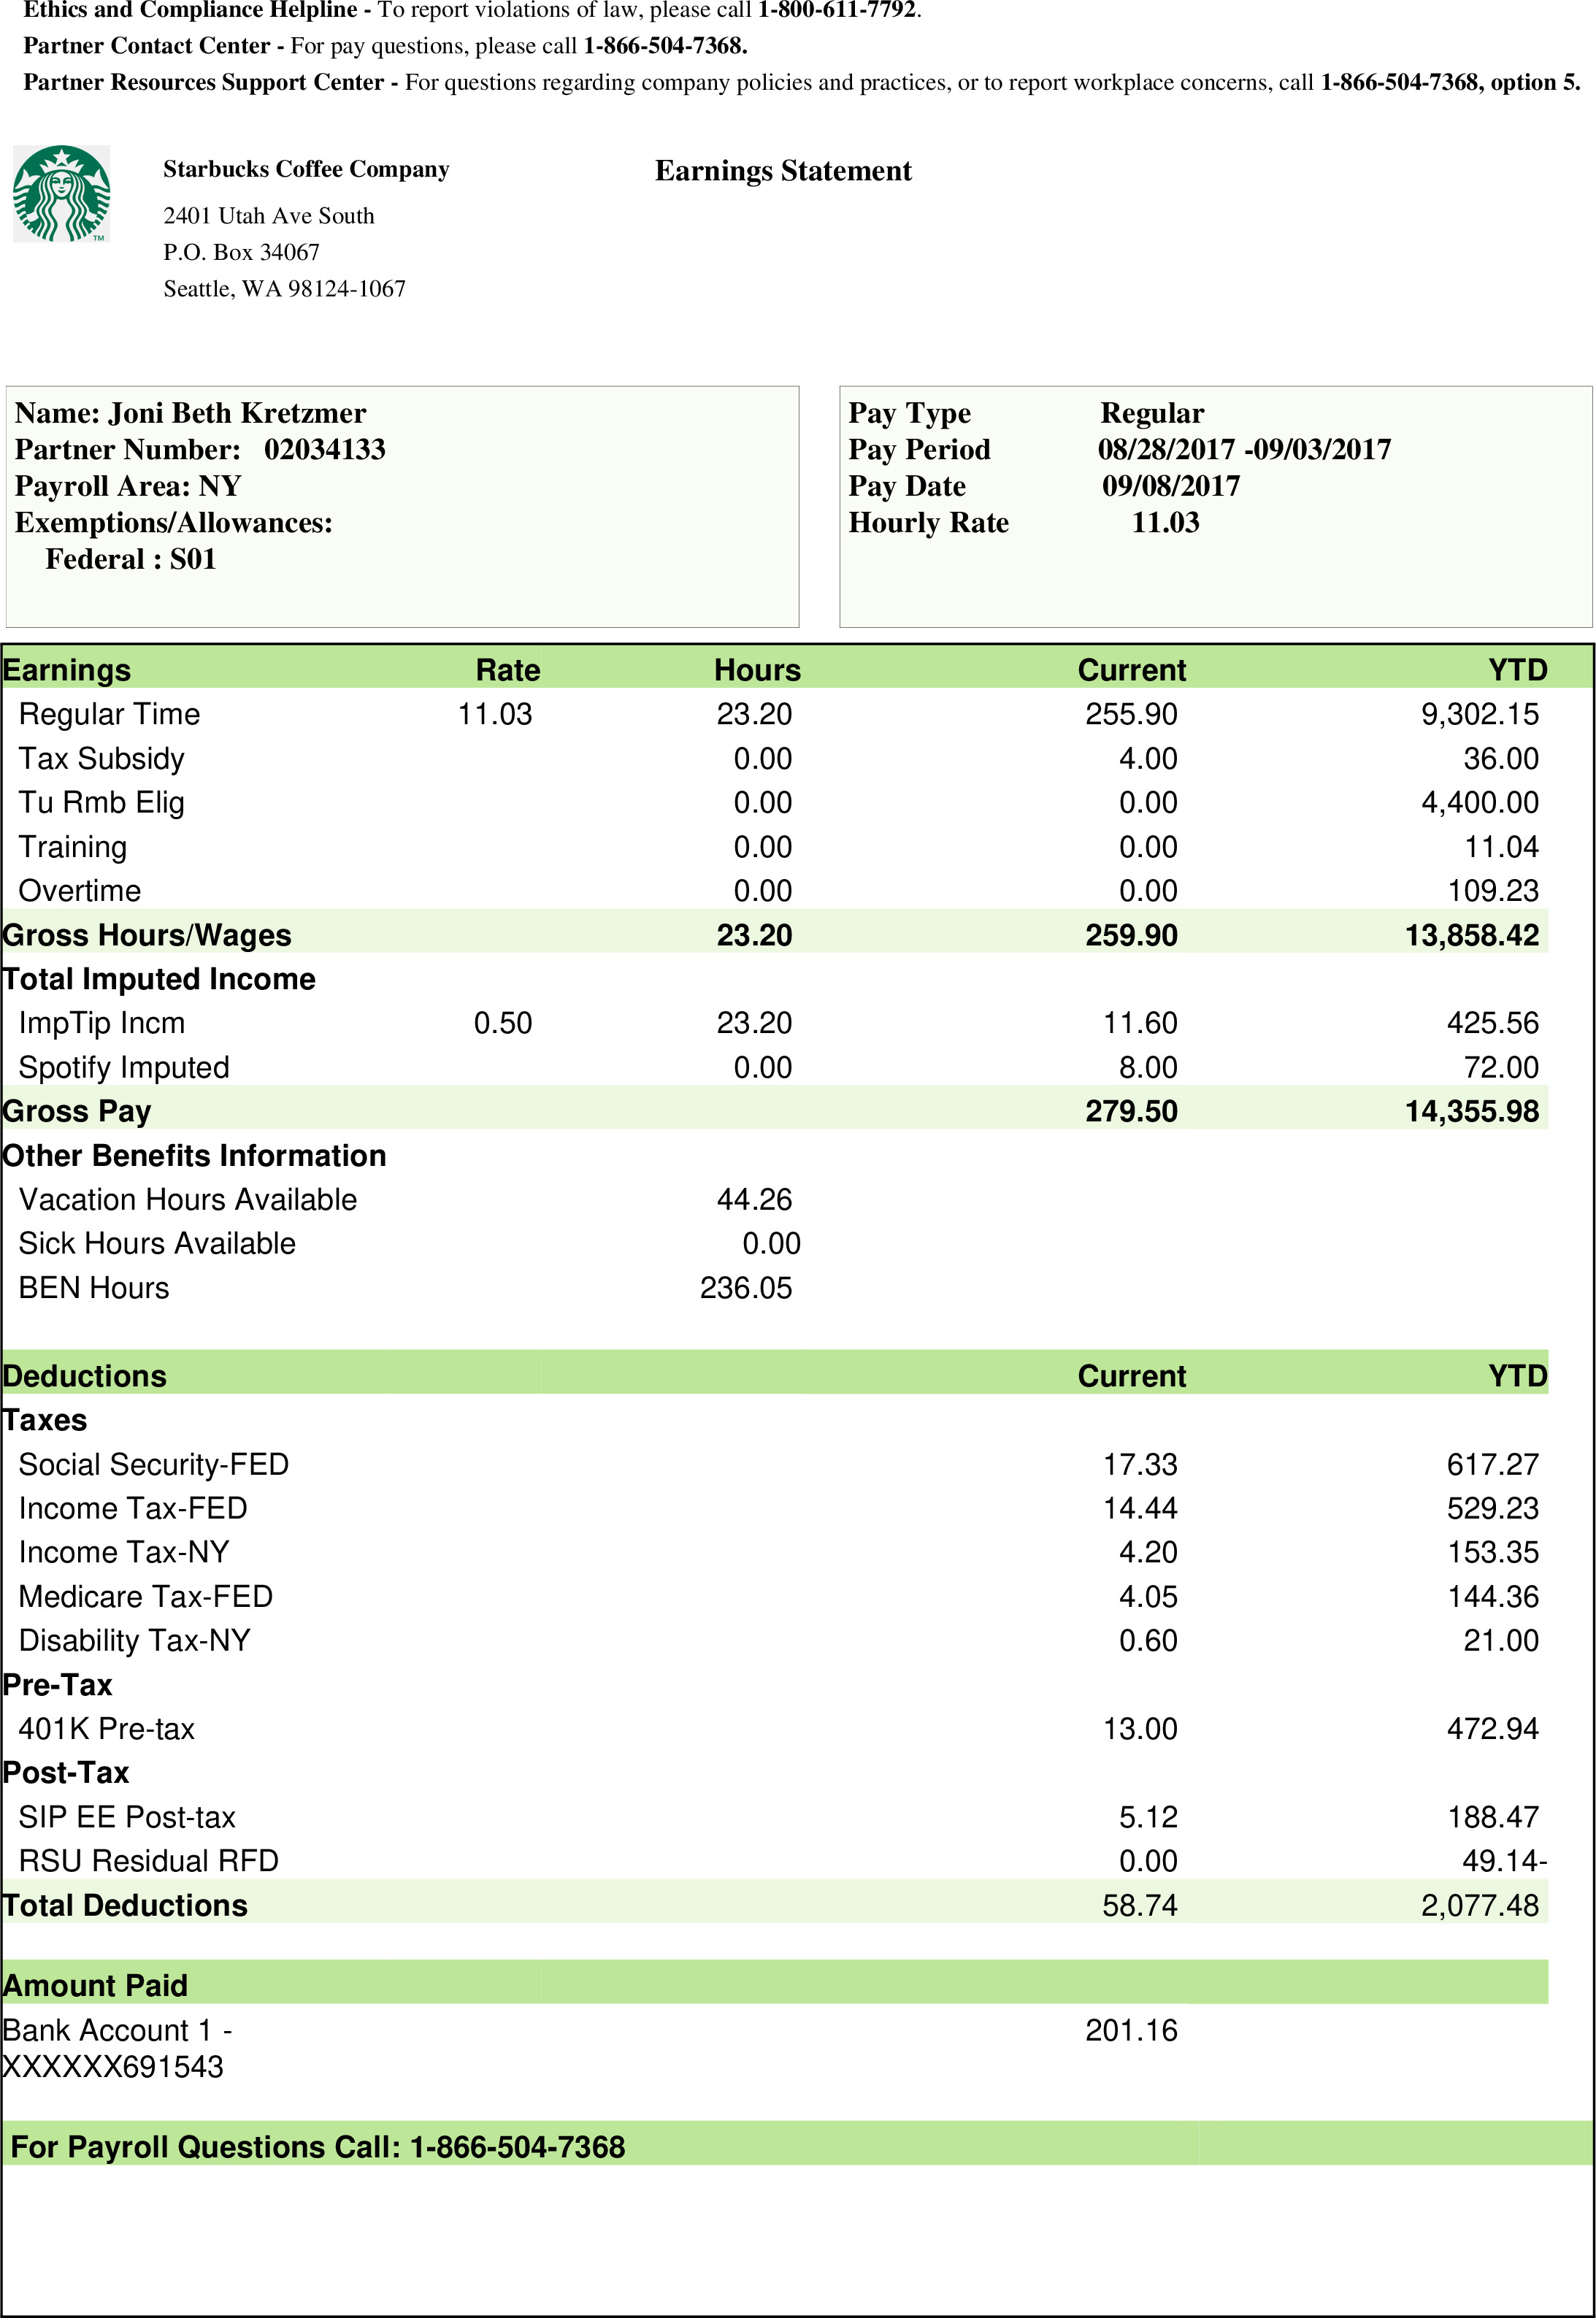 Ethics and Compliance Helpline - To report violations of law, please call 1-800-611-7792.
Partner Contact Center - For pay questions, please call 1-866-504-7368.
Partner Resources Support Center - For questions regarding company policies and practices, or to report workplace concerns, call 1-866-504-7368, option 5.
Starbucks Coffee Company Earnings Statement
2401 Utah Ave South
P.O. Box 34067
Seattle, WA 98124-1067
TM
Name: Joni Beth Kretzmer
Partner Number: 02034133
Payroll Area: NY
Exemptions/Allowances:
Federal : S01
Pay Type Regular
Pay Period 08/28/2017 -09/03/2017
Pay Date 09/08/2017
Hourly Rate 11.03
Earnings Rate Hours Current YTD
Regular Time 11.03 23.20 255.90 9,302.15
Tax Subsidy 0.00 4.00 36.00
Tu Rmb Elig 0.00 0.00 4,400.00
Training 0.00 0.00 11.04
Overtime 0.00 0.00 109.23
Gross Hours/Wages 23.20 259.90 13,858.42
Total Imputed Income
ImpTip Incm 0.50 23.20 11.60 425.56
Spotify Imputed 0.00 8.00 72.00
Gross Pay 279.50 14,355.98
Other Benefits Information
Vacation Hours Available 44.26
Sick Hours Available 0.00
BEN Hours 236.05
Deductions Current YTD
Taxes
Social Security-FED 17.33 617.27
Income Tax-FED 14.44 529.23
Income Tax-NY 4.20 153.35
Medicare Tax-FED 4.05 144.36
Disability Tax-NY 0.60 21.00
Pre-Tax
401K Pre-tax 13.00 472.94
Post-Tax
SIP EE Post-tax 5.12 188.47
RSU Residual RFD 0.00 49.14-
Total Deductions 58.74 2,077.48
Amount Paid
Bank Account 1 - 201.16
XXXXXX691543
For Payroll Questions Call: 1-866-504-7368